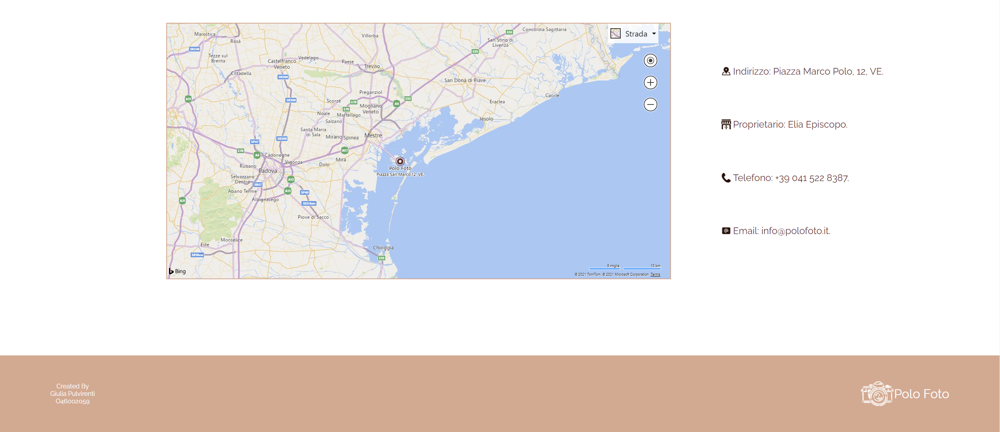 Marostica
Rosà
Villorba
Concordia Sagittaria
E55
Strada
San Stino di
Livenza
SR246
E55
Tezze sul
Brenta
Castelfranco
Veneto
Vedelago
Paese
Treviso
Cittadella
SR308
San Donà di Piave
Preganziol
Caorle
A31
SR308
Scorzè
E70
E55
A4
Eraclea
Mogliano
Veneto
E70
Noale
Martellago
Jesolo
Salzano
Santa Maria
di Sala
Mirano
Spinea
Mestre
SP47
SR308
E70
A4
Cadoneghe
A57
Vigonza
Mira
Dolo
Rubano
Padova
Polo Foto
Piazza San Marco 12, VE.
Selvazzano
Dentro
SR47
A13
Abano Terme
A13
SP40
A31
Albignasego
SS516dir
Piove di Sacco
Monselice
Este
SR10var
Chioggia
E55
Bing
5 miglia
10 km
© 2021 TomTom, © 2021 Microsoft Corporation Terms
Indirizzo: Piazza Marco Polo, 12, VE.
Proprietario: Elia Episcopo.
Telefono: +39 041 522 8387.
Email: info@polofoto.it.
Created By
Giulia Pulvirenti
O46002059
Polo Foto